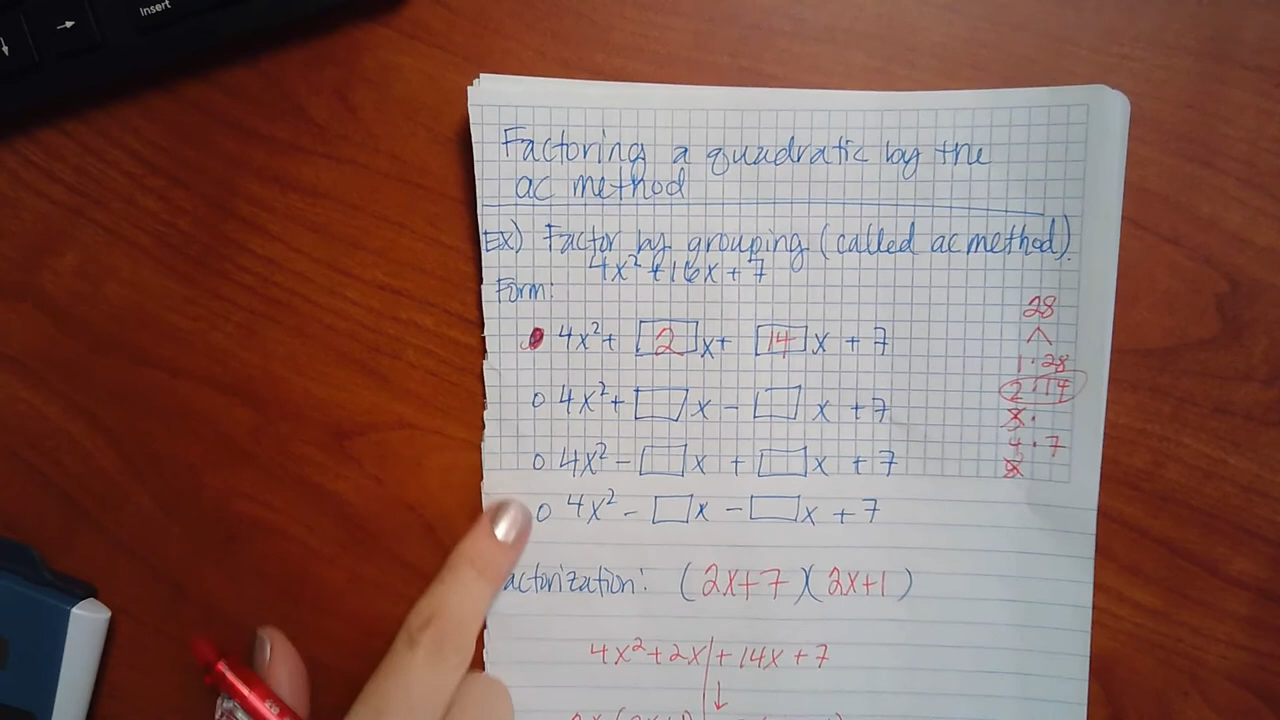 Insert
Factoring a quadratic by the
ac method
Ex) Factor by grouping (called ac method).
4x² + 16x + 7
Form:
4x² + 2 x + 14 x + 7
4x² + x - x + 7
4x² - x + x + 7
4x² - x - x + 7
28
1 · 28
2 · 14
3 ·
4 · 7
actorization: (2x+7)(2x+1)
4x² + 2x | + 14x + 7